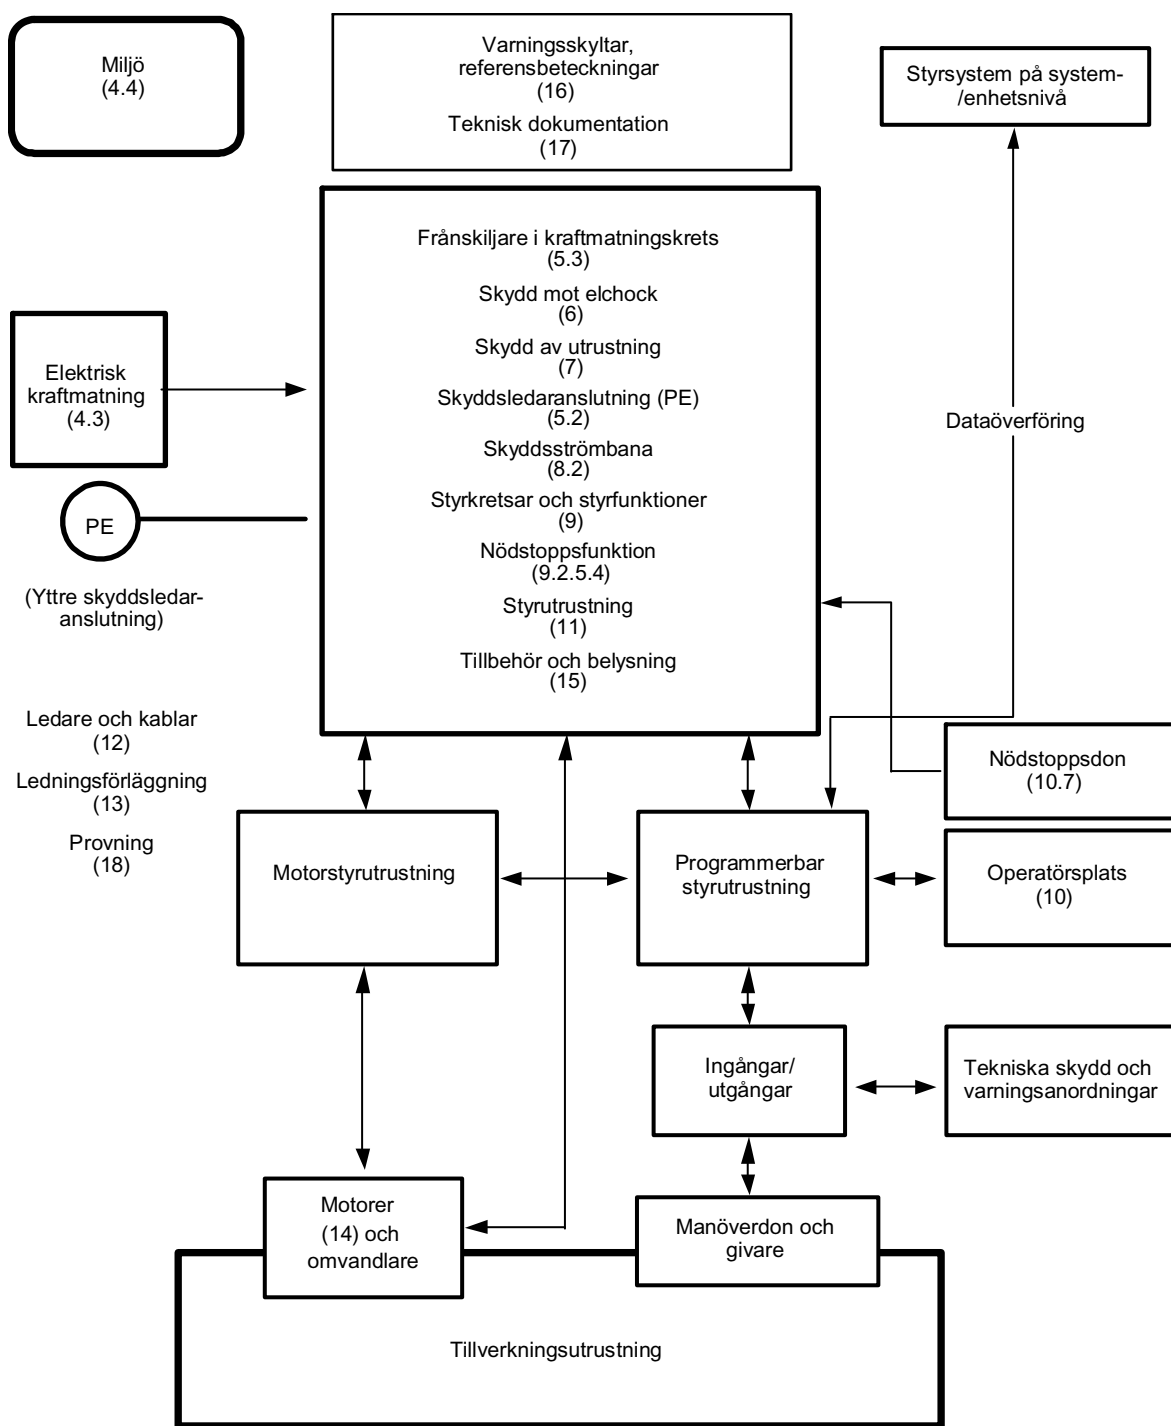 Miljö
(4.4)
Varningsskyltar,
referensbeteckningar
(16)
Teknisk dokumentation
(17)
Styrsystem på system-
/enhetsnivå
Frånskiljare i kraftmatningskrets
(5.3)
Skydd mot elchock
(6)
Skydd av utrustning
(7)
Skyddsledaranslutning (PE)
(5.2)
Skyddsströmbana
(8.2)
Styrkretsar och styrfunktioner
(9)
Nödstoppsfunktion
(9.2.5.4)
Styrutrustning
(11)
Tillbehör och belysning
(15)
Elektrisk
kraftmatning
(4.3)
PE
(Yttre skyddsledar-
anslutning)
Dataöverföring
Ledare och kablar
(12)
Ledningsförläggning
(13)
Provning
(18)
Nödstoppsdon
(10.7)
Motorstyrutrustning
Programmerbar
styrutrustning
Operatörsplats
(10)
Ingångar/
utgångar
Tekniska skydd och
varningsanordningar
Motorer
(14) och
omvandlare
Manöverdon och
givare
Tillverkningsutrustning